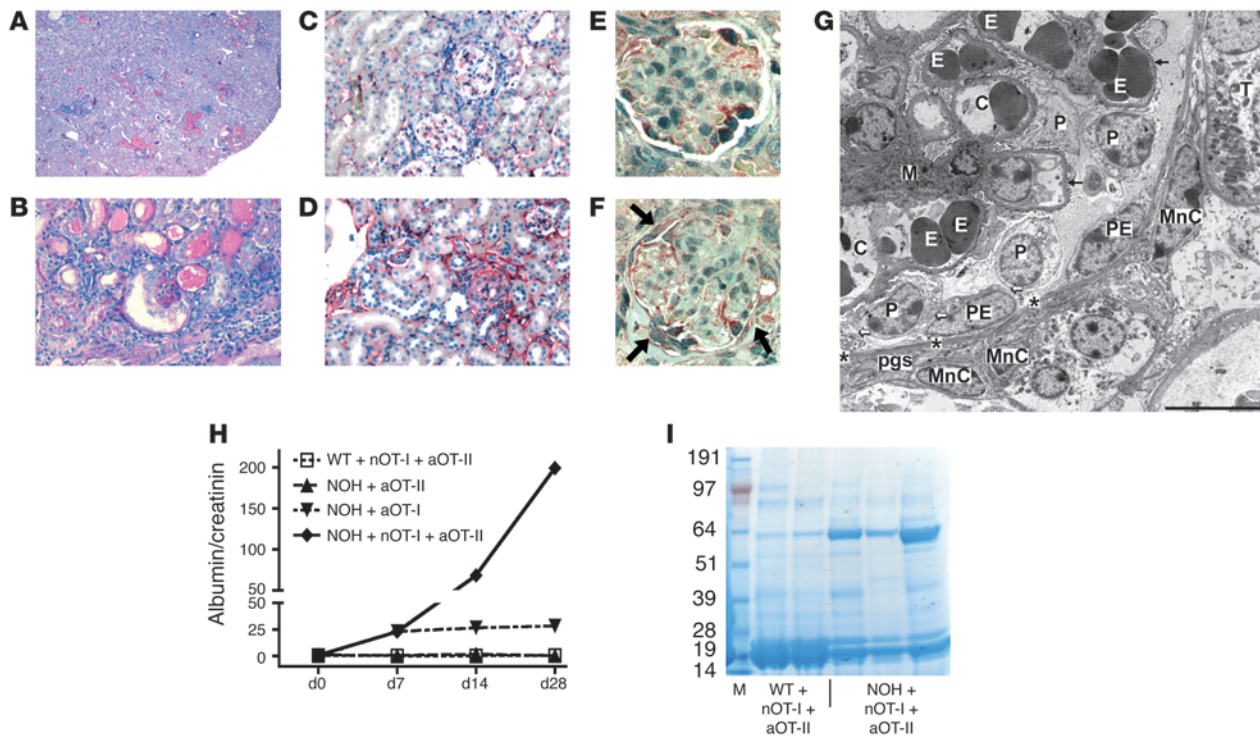 A
B
C
D
E
F
G
E
E
E
E
T
C
P
P
M
MnC
E
E
P
PE
C
P
PE
*
*
*
pgs
MnC
MnC
H
WT + nOT-I + aOT-II
NOH + aOT-II
NOH + aOT-I
NOH + nOT-I + aOT-II
Albumin/creatinin
200
150
100
50
50
25
0
d0
d7
d14
d28
I
191
97
64
51
39
28
19
14
M
WT +
nOT-I +
aOT-II
NOH +
nOT-I +
aOT-II